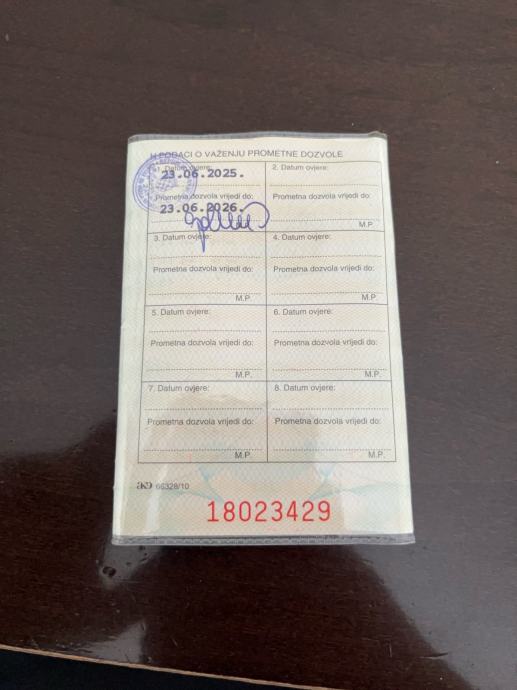 N PODACI O VAŽENJU PROMETNE DOZVOLE
1. Datum ovjere:
23.06.2025.
Prometna dozvola vrijedi do:
23.06.2026.
2. Datum ovjere:
Prometna dozvola vrijedi do:
M.P.
3. Datum ovjere:
Prometna dozvola vrijedi do:
M.P.
4. Datum ovjere:
Prometna dozvola vrijedi do:
M.P.
5. Datum ovjere:
Prometna dozvola vrijedi do:
M.P.
6. Datum ovjere:
Prometna dozvola vrijedi do:
M.P.
7. Datum ovjere:
Prometna dozvola vrijedi do:
M.P.
8. Datum ovjere:
Prometna dozvola vrijedi do:
M.P.
66328/10
18023429